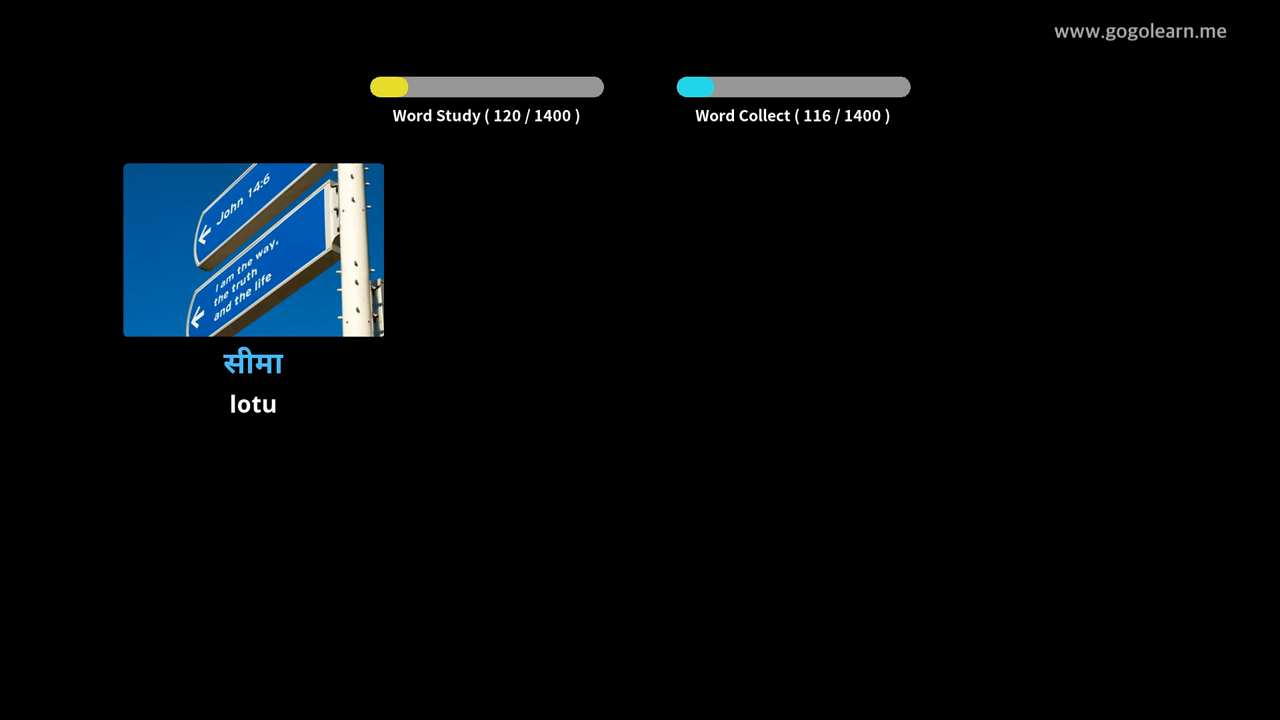 www.gogolearn.me
Word Study ( 120 / 1400 )
Word Collect ( 116 / 1400 )
John 14:6
I am the way,
the truth
and the life
सीमा
lotu